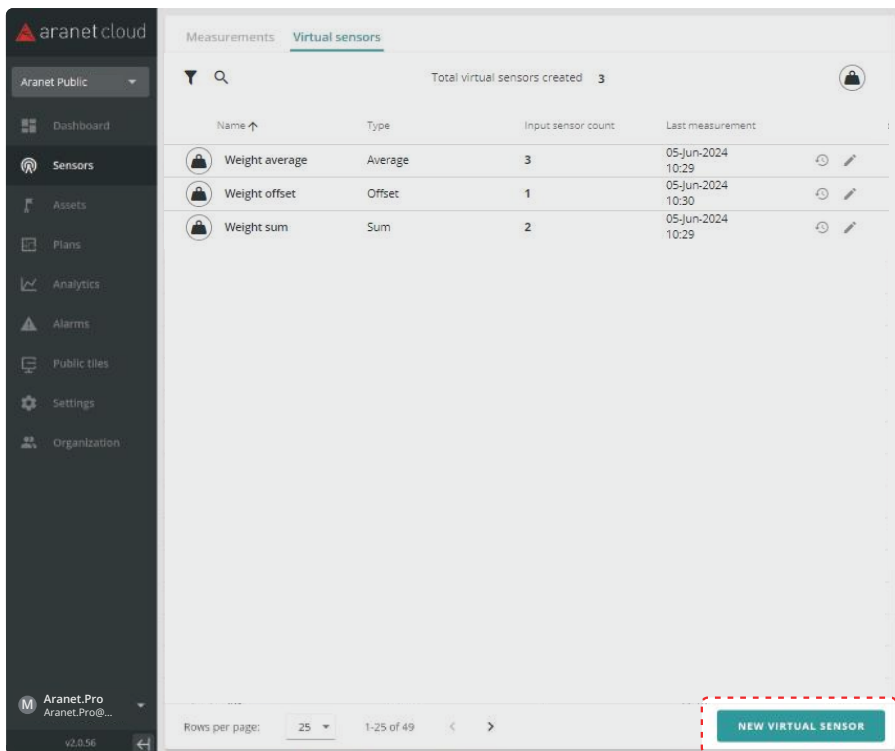 aranet cloud
Aranet Public
Dashboard
Sensors
Assets
Plans
Analytics
Alarms
Public tiles
Settings
Organization
M
Aranet.Pro
Aranet.Pro@...
v2.0.56
Measurements Virtual sensors
Total virtual sensors created 3
Name Type Input sensor count Last measurement
Weight average Average 3 05-Jun-2024
10:29
Weight offset Offset 1 05-Jun-2024
10:30
Weight sum Sum 2 05-Jun-2024
10:29
Rows per page: 25 1-25 of 49
NEW VIRTUAL SENSOR